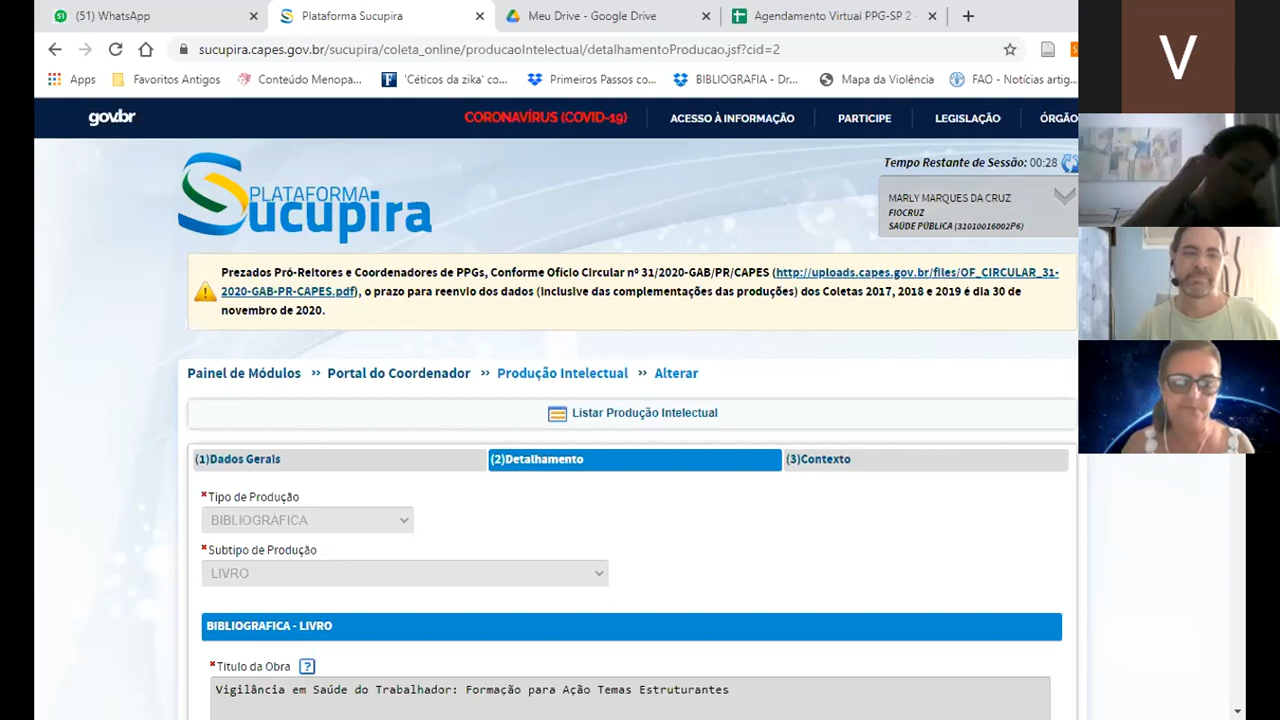 (51) WhatsApp
Plataforma Sucupira
Meu Drive - Google Drive
Agendamento Virtual PPG-SP 2 -
sucupira.capes.gov.br/sucupira/coleta_online/producaoIntelectual/detalhamentoProducao.jsf?cid=2
Apps
Favoritos Antigos
Conteúdo Menopa...
'Céticos da zika' co...
Primeiros Passos co...
BIBLIOGRAFIA - Dr...
Mapa da Violência
FAO - Notícias artig...
gov.br
CORONAVÍRUS (COVID-19)
ACESSO À INFORMAÇÃO
PARTICIPE
LEGISLAÇÃO
ÓRGÃO
V
PLATAFORMA
Sucupira
Tempo Restante de Sessão: 00:28
MARLY MARQUES DA CRUZ
FIOCRUZ
SAÚDE PÚBLICA (31010016002P6)
Prezados Pró-Reitores e Coordenadores de PPGs, Conforme Ofício Circular nº 31/2020-GAB/PR/CAPES (http://uploads.capes.gov.br/files/OF_CIRCULAR_31-
2020-GAB-PR-CAPES.pdf), o prazo para reenvio dos dados (inclusive das complementações das produções) dos Coletas 2017, 2018 e 2019 é dia 30 de
novembro de 2020.
Painel de Módulos >> Portal do Coordenador >> Produção Intelectual >> Alterar
Listar Produção Intelectual
(1)Dados Gerais
(2)Detalhamento
(3)Contexto
*Tipo de Produção
BIBLIOGRÁFICA
*Subtipo de Produção
LIVRO
BIBLIOGRAFICA - LIVRO
*Título da Obra ?
Vigilância em Saúde do Trabalhador: Formação para Ação Temas Estruturantes